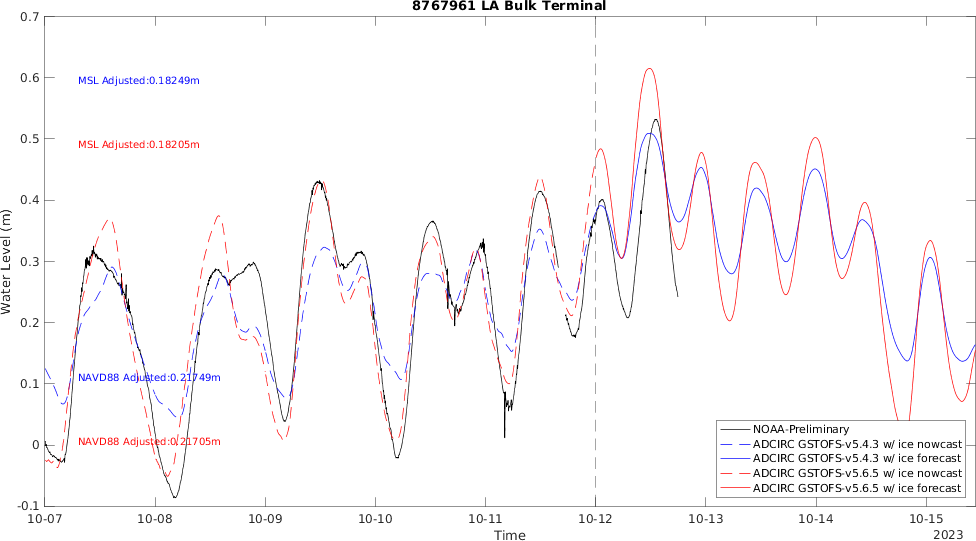 8767961 LA Bulk Terminal
0.7
0.6
0.5
0.4
0.3
0.2
0.1
0
-0.1
Water Level (m)
MSL Adjusted:0.18249m
MSL Adjusted:0.18205m
NAVD88 Adjusted:0.21749m
NAVD88 Adjusted:0.21705m
NOAA-Preliminary
ADCIRC GSTOFS-v5.4.3 w/ ice nowcast
ADCIRC GSTOFS-v5.4.3 w/ ice forecast
ADCIRC GSTOFS-v5.6.5 w/ ice nowcast
ADCIRC GSTOFS-v5.6.5 w/ ice forecast
10-07 10-08 10-09 10-10 10-11 10-12 10-13 10-14 10-15
Time
2023